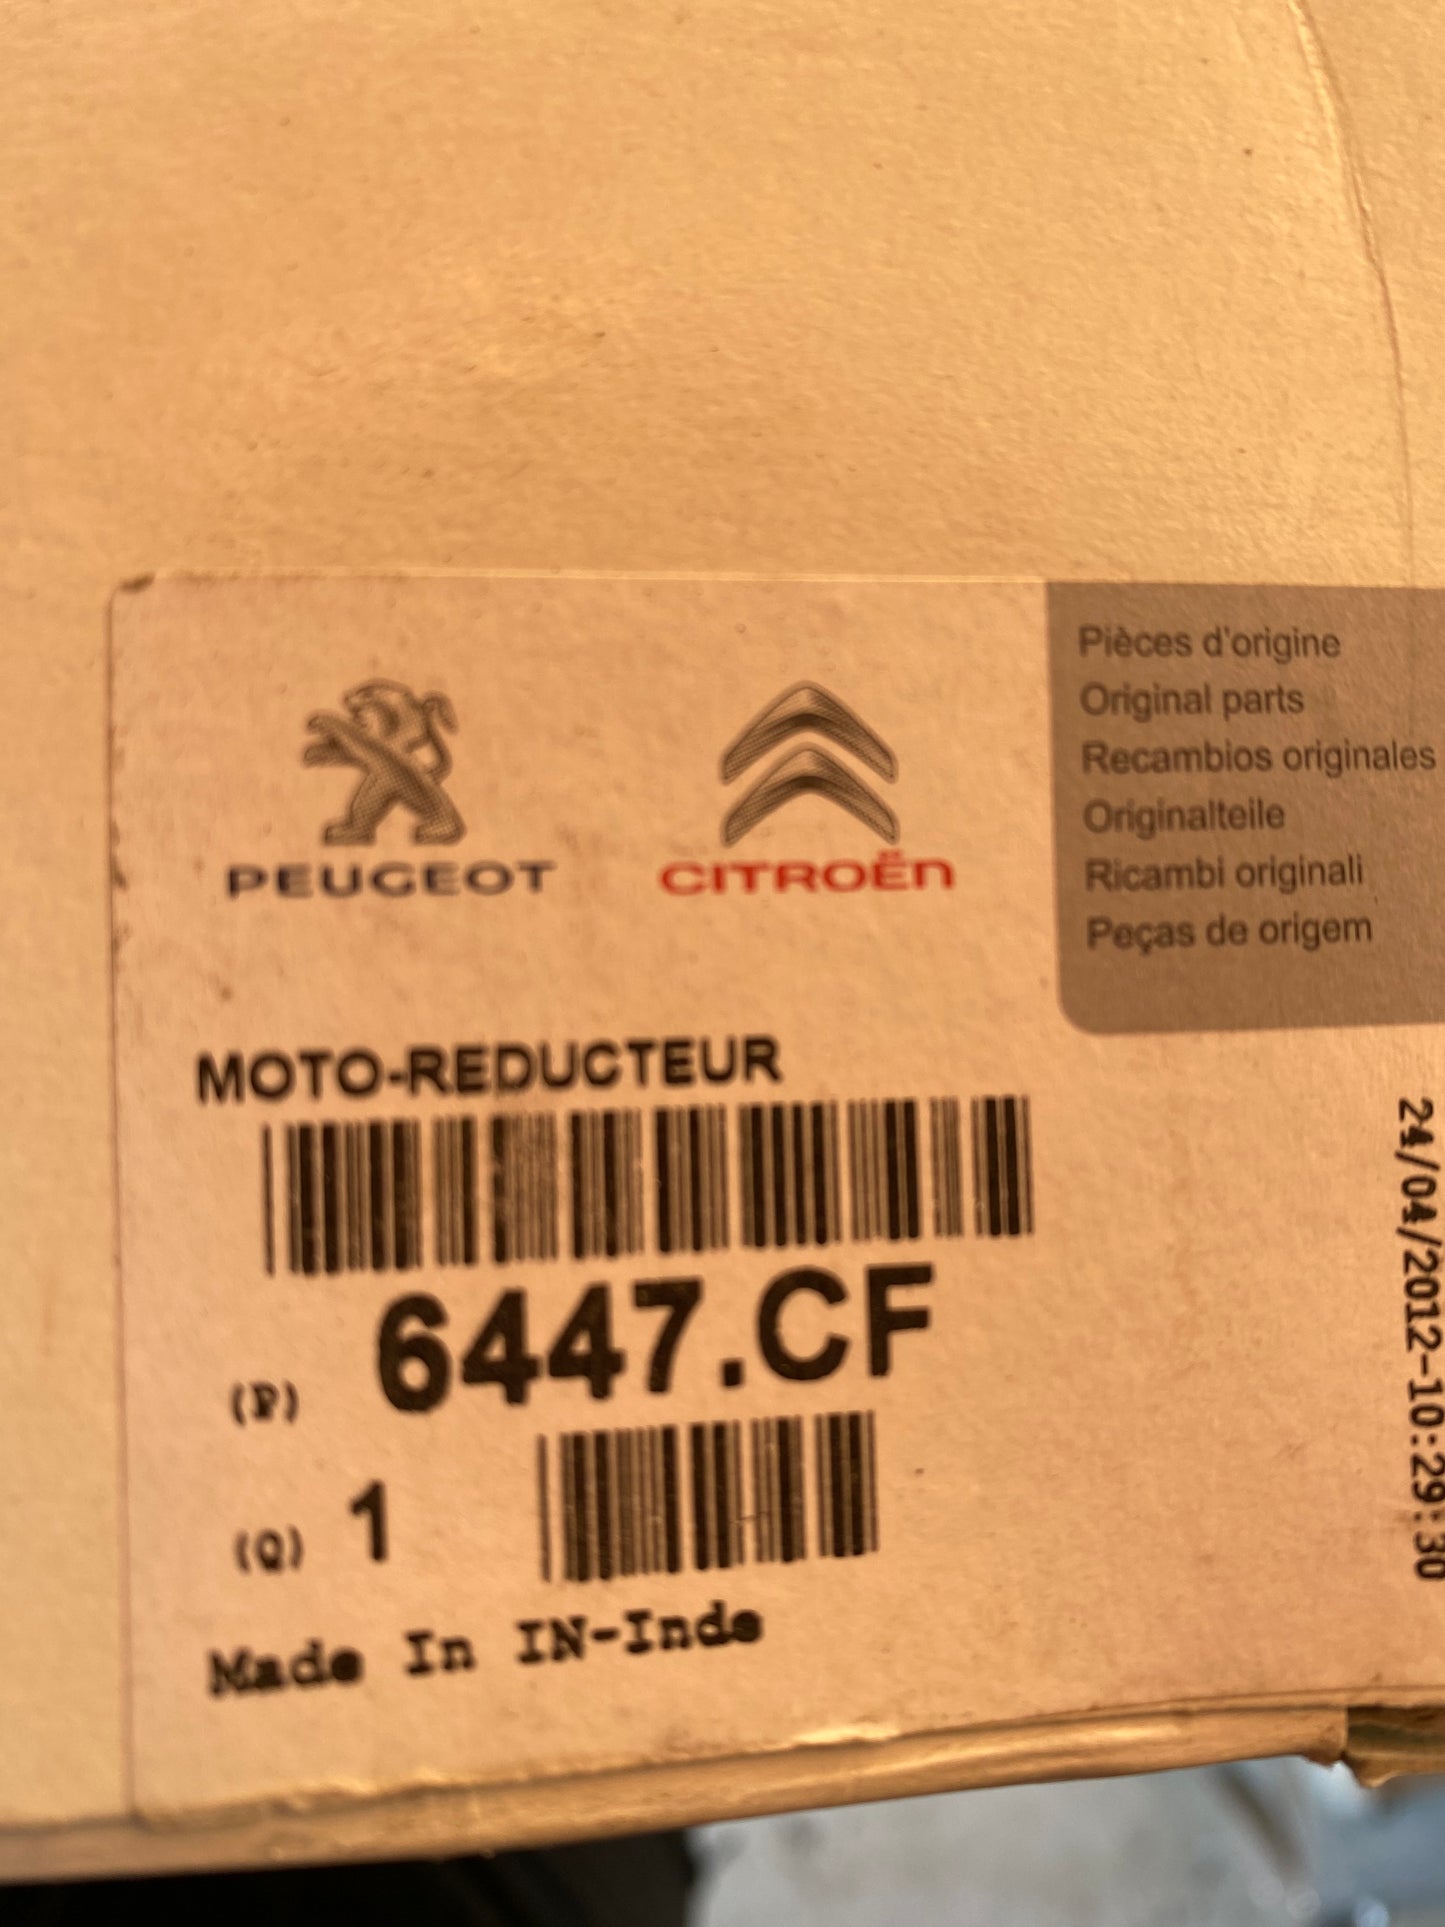 PEUGEOT
CITROËN
Pièces d'origine
Original parts
Recambios originales
Originalteile
Ricambi originali
Peças de origem
MOTO-REDUCTEUR
(P) 6447.CF
(Q) 1
Made In IN-Inde
24/04/2012-10:29:30